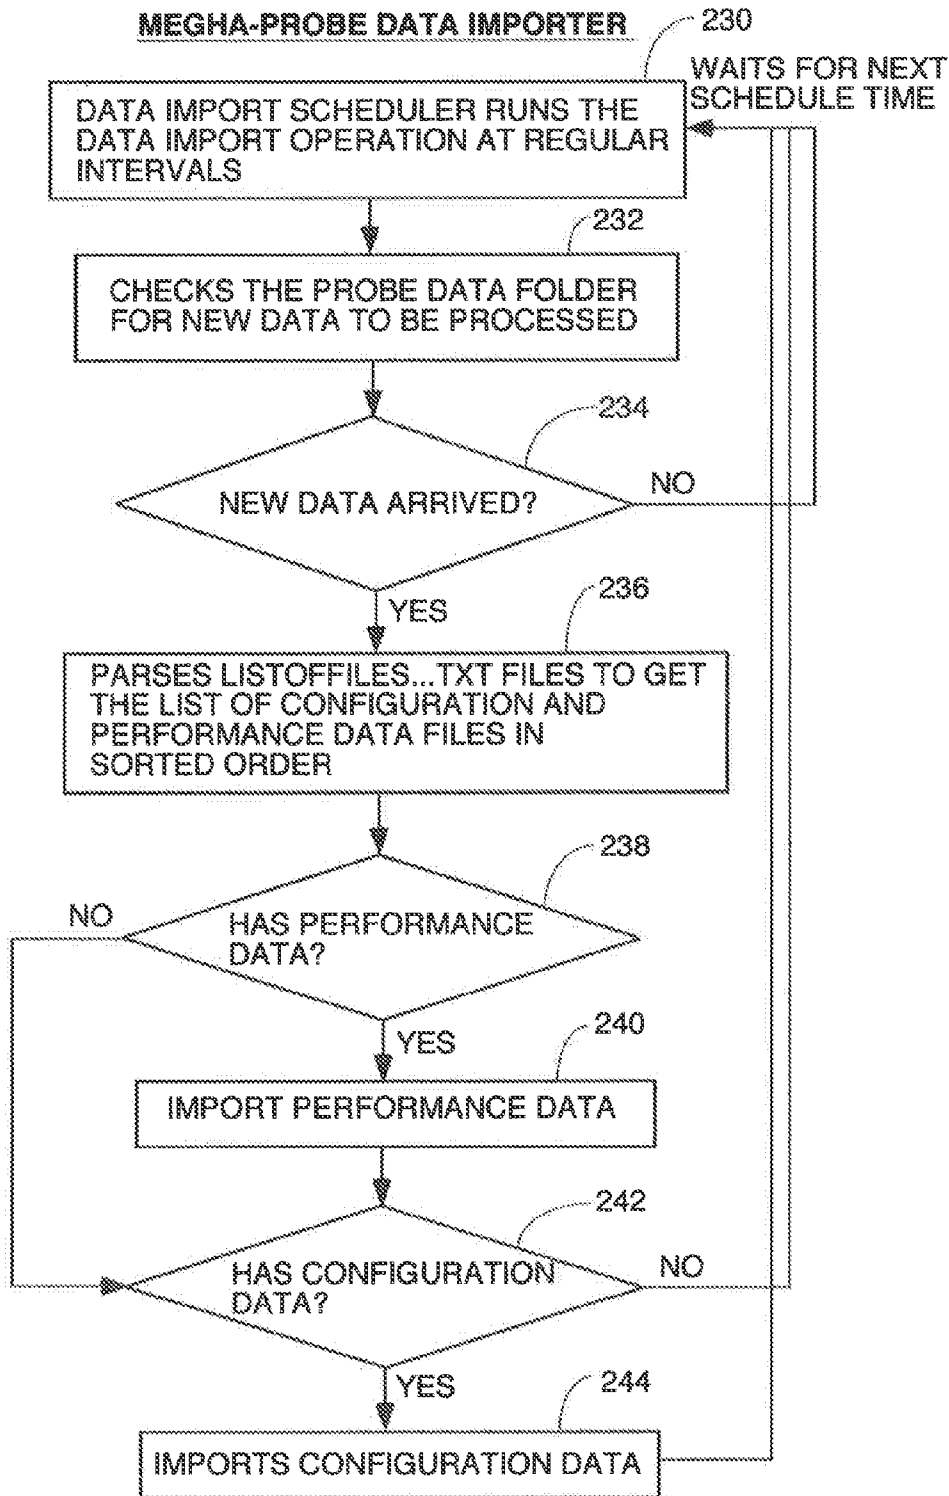 MEGHA-PROBE DATA IMPORTER
230
WAITS FOR NEXT
SCHEDULE TIME
DATA IMPORT SCHEDULER RUNS THE
DATA IMPORT OPERATION AT REGULAR
INTERVALS
232
CHECKS THE PROBE DATA FOLDER
FOR NEW DATA TO BE PROCESSED
234
NEW DATA ARRIVED?
NO
YES
236
PARSES LISTOFFILES...TXT FILES TO GET
THE LIST OF CONFIGURATION AND
PERFORMANCE DATA FILES IN
SORTED ORDER
238
NO
HAS PERFORMANCE
DATA?
YES
240
IMPORT PERFORMANCE DATA
242
HAS CONFIGURATION
DATA?
NO
YES
244
IMPORTS CONFIGURATION DATA